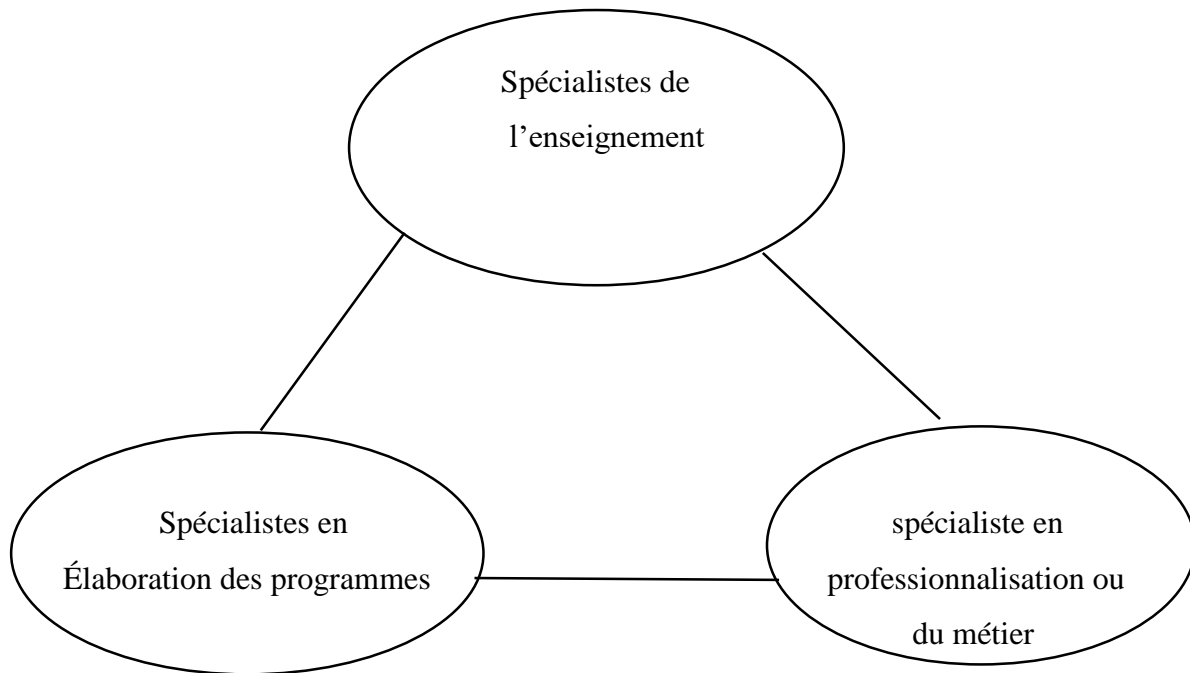 Spécialistes de
l’enseignement
Spécialistes en
Élaboration des programmes
spécialiste en
professionnalisation ou
du métier